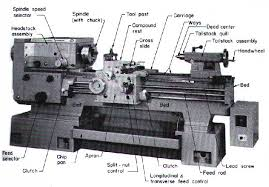 Spindle speed
selector
Headstock
assembly
Spindle
(with chuck)
Tool post
Compound
rest
Cross
slide
Carriage
Ways
Dead center
Tailstock quill
Tailstock assembly
Handwheel
Bed
Bed
Bed
Feed
selector
Clutch
Chip
pan
Apron
Split - nut
control
Clutch
Longitudinal &
transverse feed control
Feed rod
Lead screw